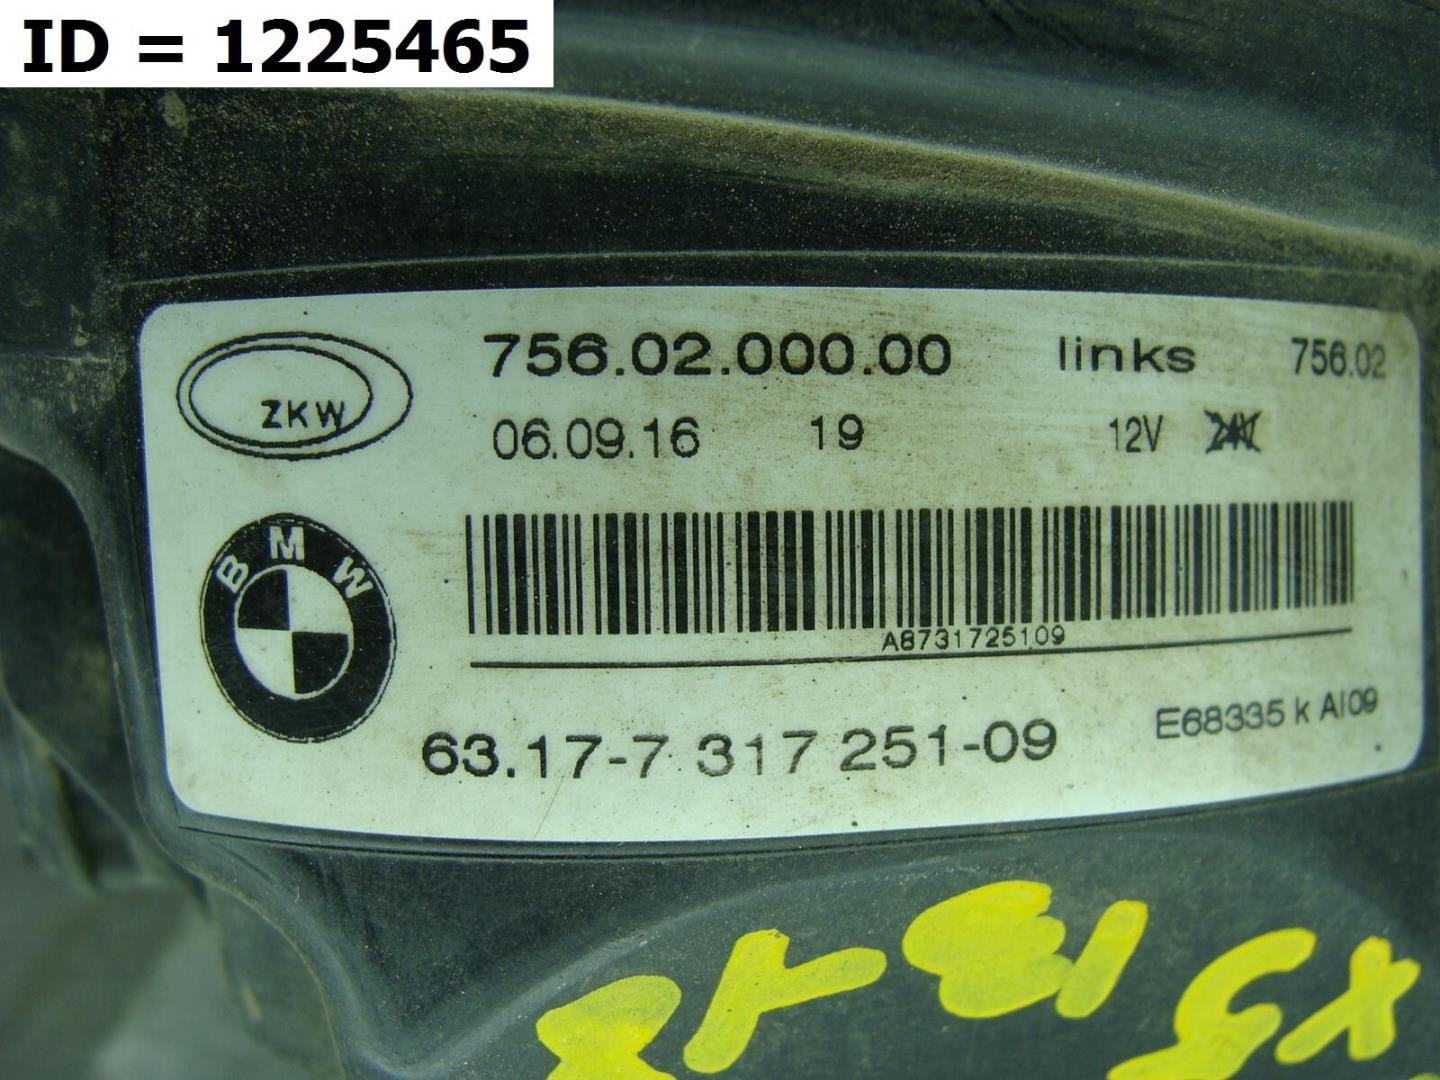 ID = 1225465
756.02.000.00 links 756.02
ZKW
06.09.16 19 12V
BMW
A8731725109
63.17-7 317 251-09 E68335 k AI09